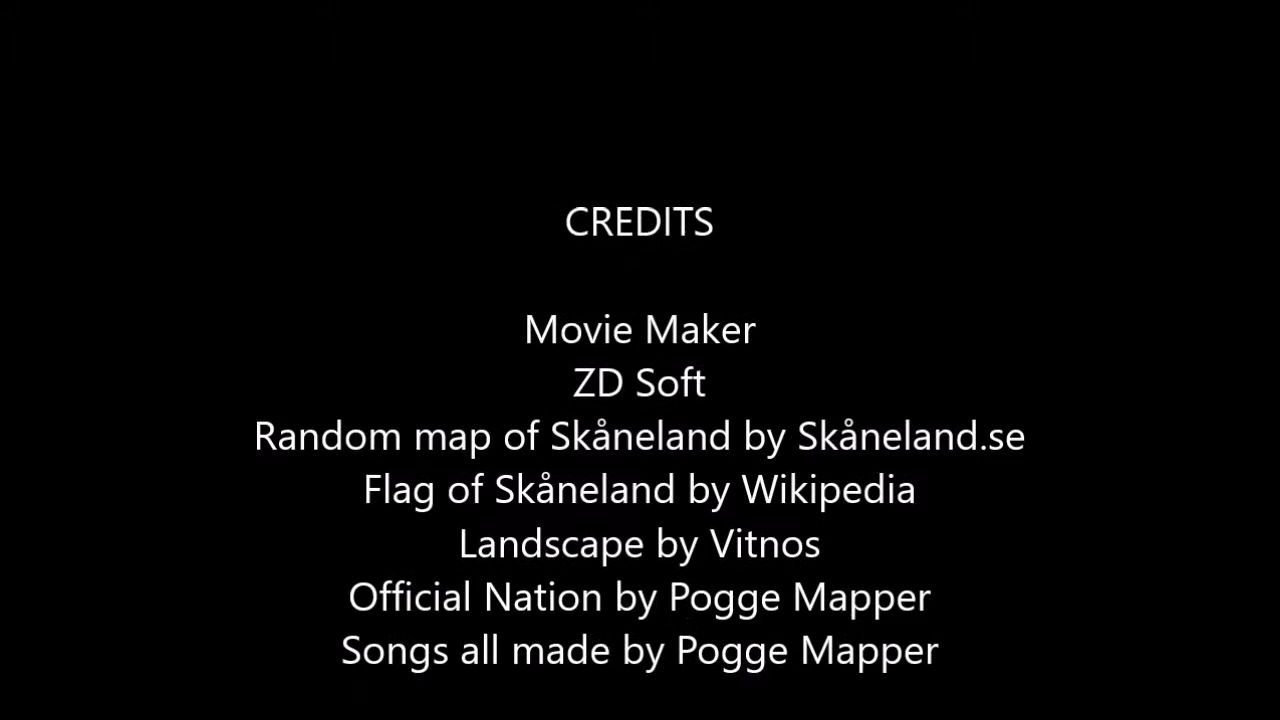 CREDITS
Movie Maker
ZD Soft
Random map of Skåneland by Skåneland.se
Flag of Skåneland by Wikipedia
Landscape by Vitnos
Official Nation by Pogge Mapper
Songs all made by Pogge Mapper